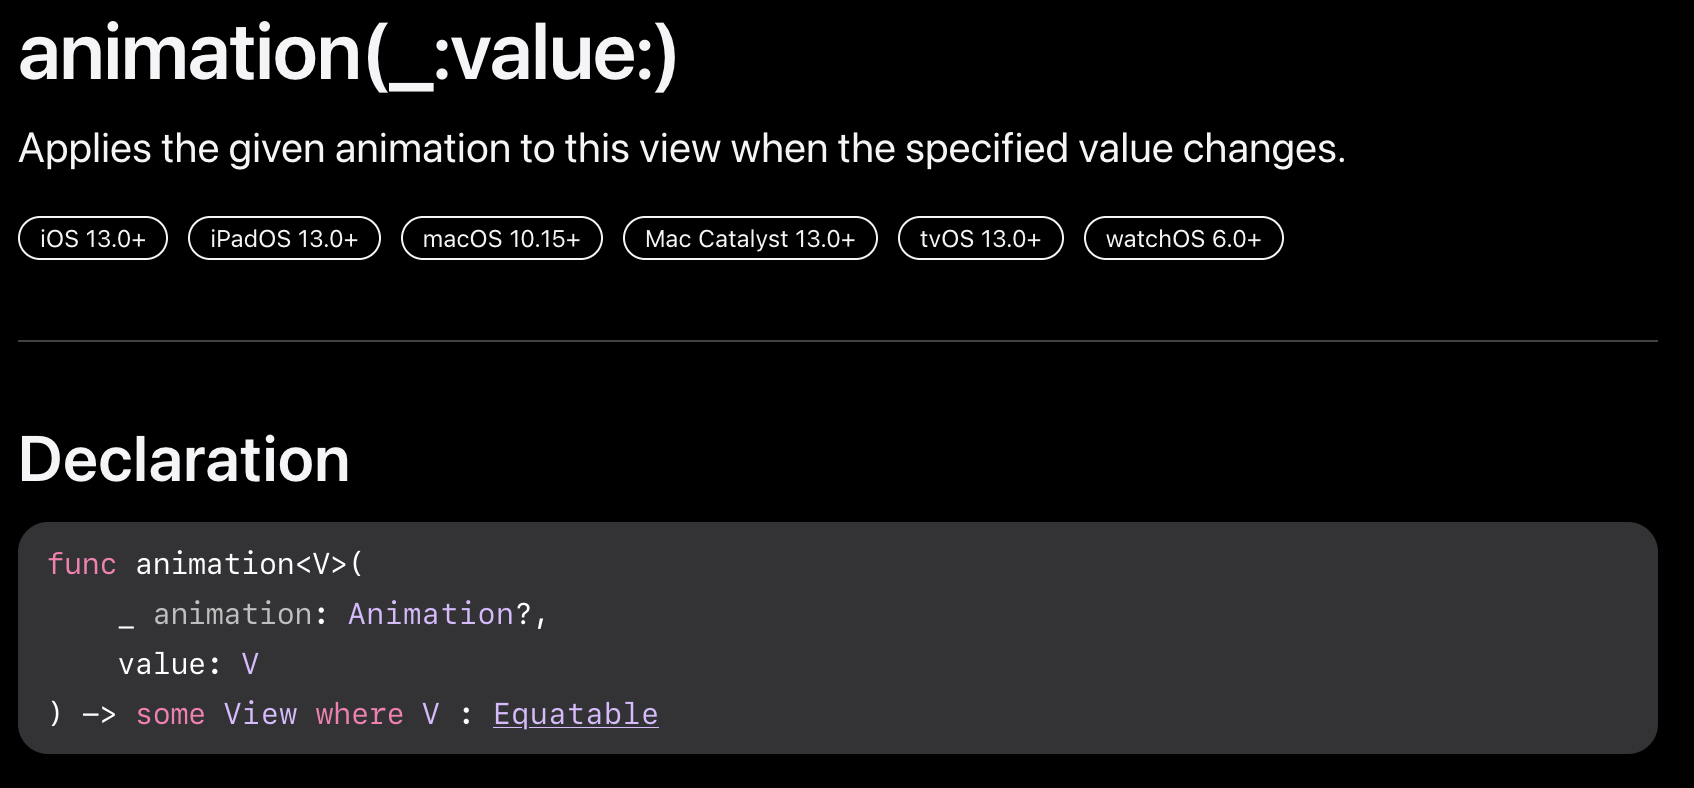 animation(_:value:)
Applies the given animation to this view when the specified value changes.
iOS 13.0+ iPadOS 13.0+ macOS 10.15+ Mac Catalyst 13.0+ tvOS 13.0+ watchOS 6.0+
Declaration
func animation<V>(
    _ animation: Animation?,
    value: V
) -> some View where V : Equatable